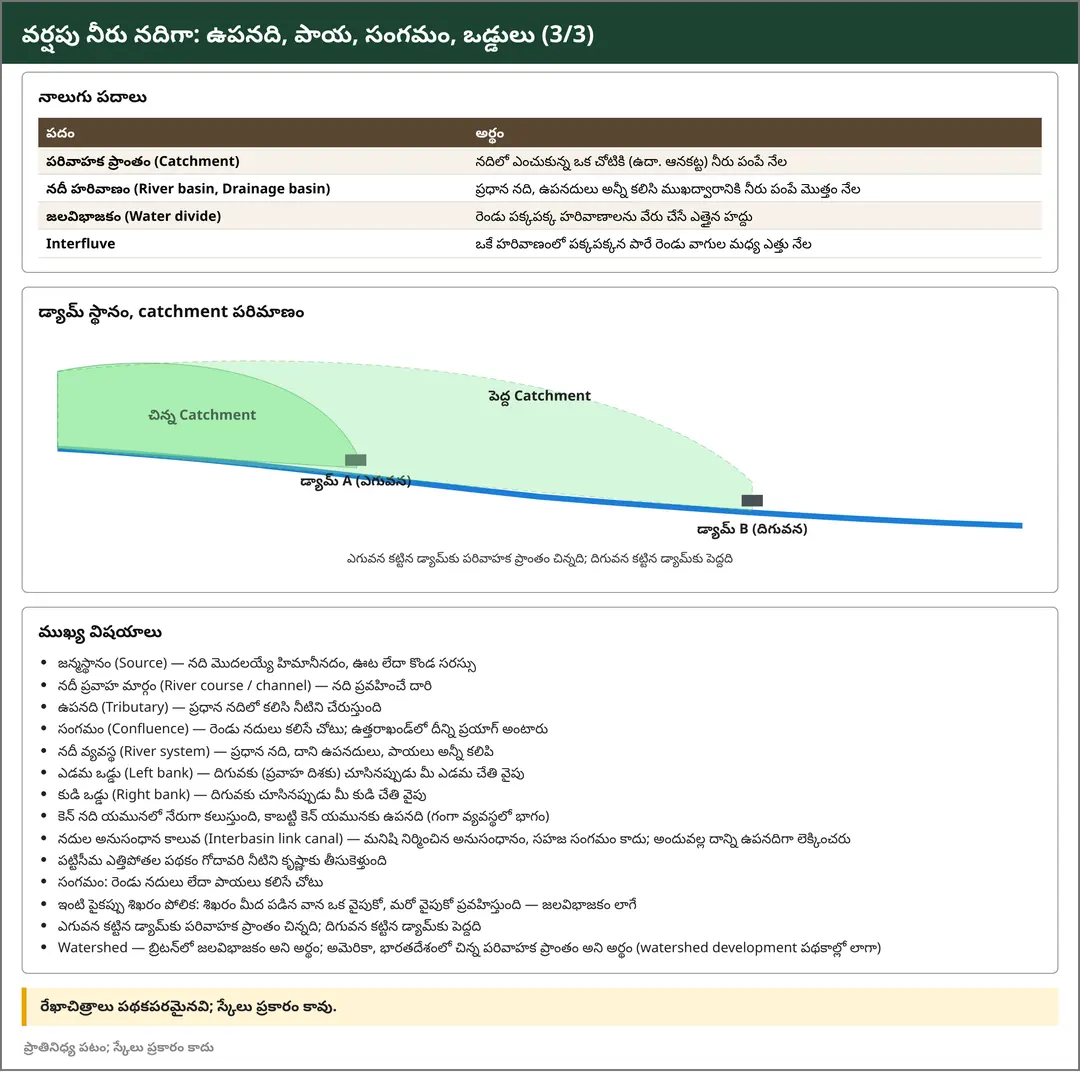 వర్షపు నీరు నదిగా: ఉపనది, పాయ, సంగమం, ఒడ్డులు (3/3)
నాలుగు పదాలు
పదం అర్థం
పరివాహక ప్రాంతం (Catchment) నదిలో ఎంచుకున్న ఒక చోటికి (ఉదా. ఆనకట్ట) నీరు పంపే నేల
నదీ హరివాణం (River basin, Drainage basin) ప్రధాన నది, ఉపనదులు అన్నీ కలిసి ముఖద్వారానికి నీరు పంపే మొత్తం నేల
జలవిభాజకం (Water divide) రెండు పక్కపక్క హరివాణాలను వేరు చేసే ఎత్తైన హద్దు
Interfluve ఒకే హరివాణంలో పక్కపక్కన పారే రెండు వాగుల మధ్య ఎత్తు నేల
డ్యామ్ స్థానం, catchment పరిమాణం
పెద్ద Catchment
చిన్న Catchment
డ్యామ్ A (ఎగువన)
డ్యామ్ B (దిగువన)
ఎగువన కట్టిన డ్యామ్‌కు పరివాహక ప్రాంతం చిన్నది; దిగువన కట్టిన డ్యామ్‌కు పెద్దది
ముఖ్య విషయాలు
• జన్మస్థానం (Source) — నది మొదలయ్యే హిమానీనదం, ఊట లేదా కొండ సరస్సు
• నదీ ప్రవాహ మార్గం (River course / channel) — నది ప్రవహించే దారి
• ఉపనది (Tributary) — ప్రధాన నదిలో కలిసి నీటిని చేరుస్తుంది
• సంగమం (Confluence) — రెండు నదులు కలిసే చోటు; ఉత్తరాఖండ్‌లో దీన్ని ప్రయాగ్ అంటారు
• నదీ వ్యవస్థ (River system) — ప్రధాన నది, దాని ఉపనదులు, పాయలు అన్నీ కలిపి
• ఎడమ ఒడ్డు (Left bank) — దిగువకు (ప్రవాహ దిశకు) చూసినప్పుడు మీ ఎడమ చేతి వైపు
• కుడి ఒడ్డు (Right bank) — దిగువకు చూసినప్పుడు మీ కుడి చేతి వైపు
• కెన్ నది యమునలో నేరుగా కలుస్తుంది, కాబట్టి కెన్ యమునకు ఉపనది (గంగా వ్యవస్థలో భాగం)
• నదుల అనుసంధాన కాలువ (Interbasin link canal) — మనిషి నిర్మించిన అనుసంధానం, సహజ సంగమం కాదు; అందువల్ల దాన్ని ఉపనదిగా లెక్కించరు
• పట్టిసీమ ఎత్తిపోతల పథకం గోదావరి నీటిని కృష్ణాకు తీసుకెళ్తుంది
• సంగమం: రెండు నదులు లేదా పాయలు కలిసే చోటు
• ఇంటి పైకప్పు శిఖరం పోలిక: శిఖరం మీద పడిన వాన ఒక వైపుకో, మరో వైపుకో ప్రవహిస్తుంది — జలవిభాజకం లాగే
• ఎగువన కట్టిన డ్యామ్‌కు పరివాహక ప్రాంతం చిన్నది; దిగువన కట్టిన డ్యామ్‌కు పెద్దది
• Watershed — బ్రిటన్‌లో జలవిభాజకం అని అర్థం; అమెరికా, భారతదేశంలో చిన్న పరివాహక ప్రాంతం అని అర్థం (watershed development పథకాల్లో లాగా)
రేఖాచిత్రాలు పథకపరమైనవి; స్కేలు ప్రకారం కావు.
ప్రాతినిధ్య పటం; స్కేలు ప్రకారం కాదు